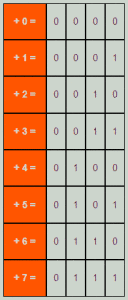 + 0 = 0 0 0 0
+ 1 = 0 0 0 1
+ 2 = 0 0 1 0
+ 3 = 0 0 1 1
+ 4 = 0 1 0 0
+ 5 = 0 1 0 1
+ 6 = 0 1 1 0
+ 7 = 0 1 1 1